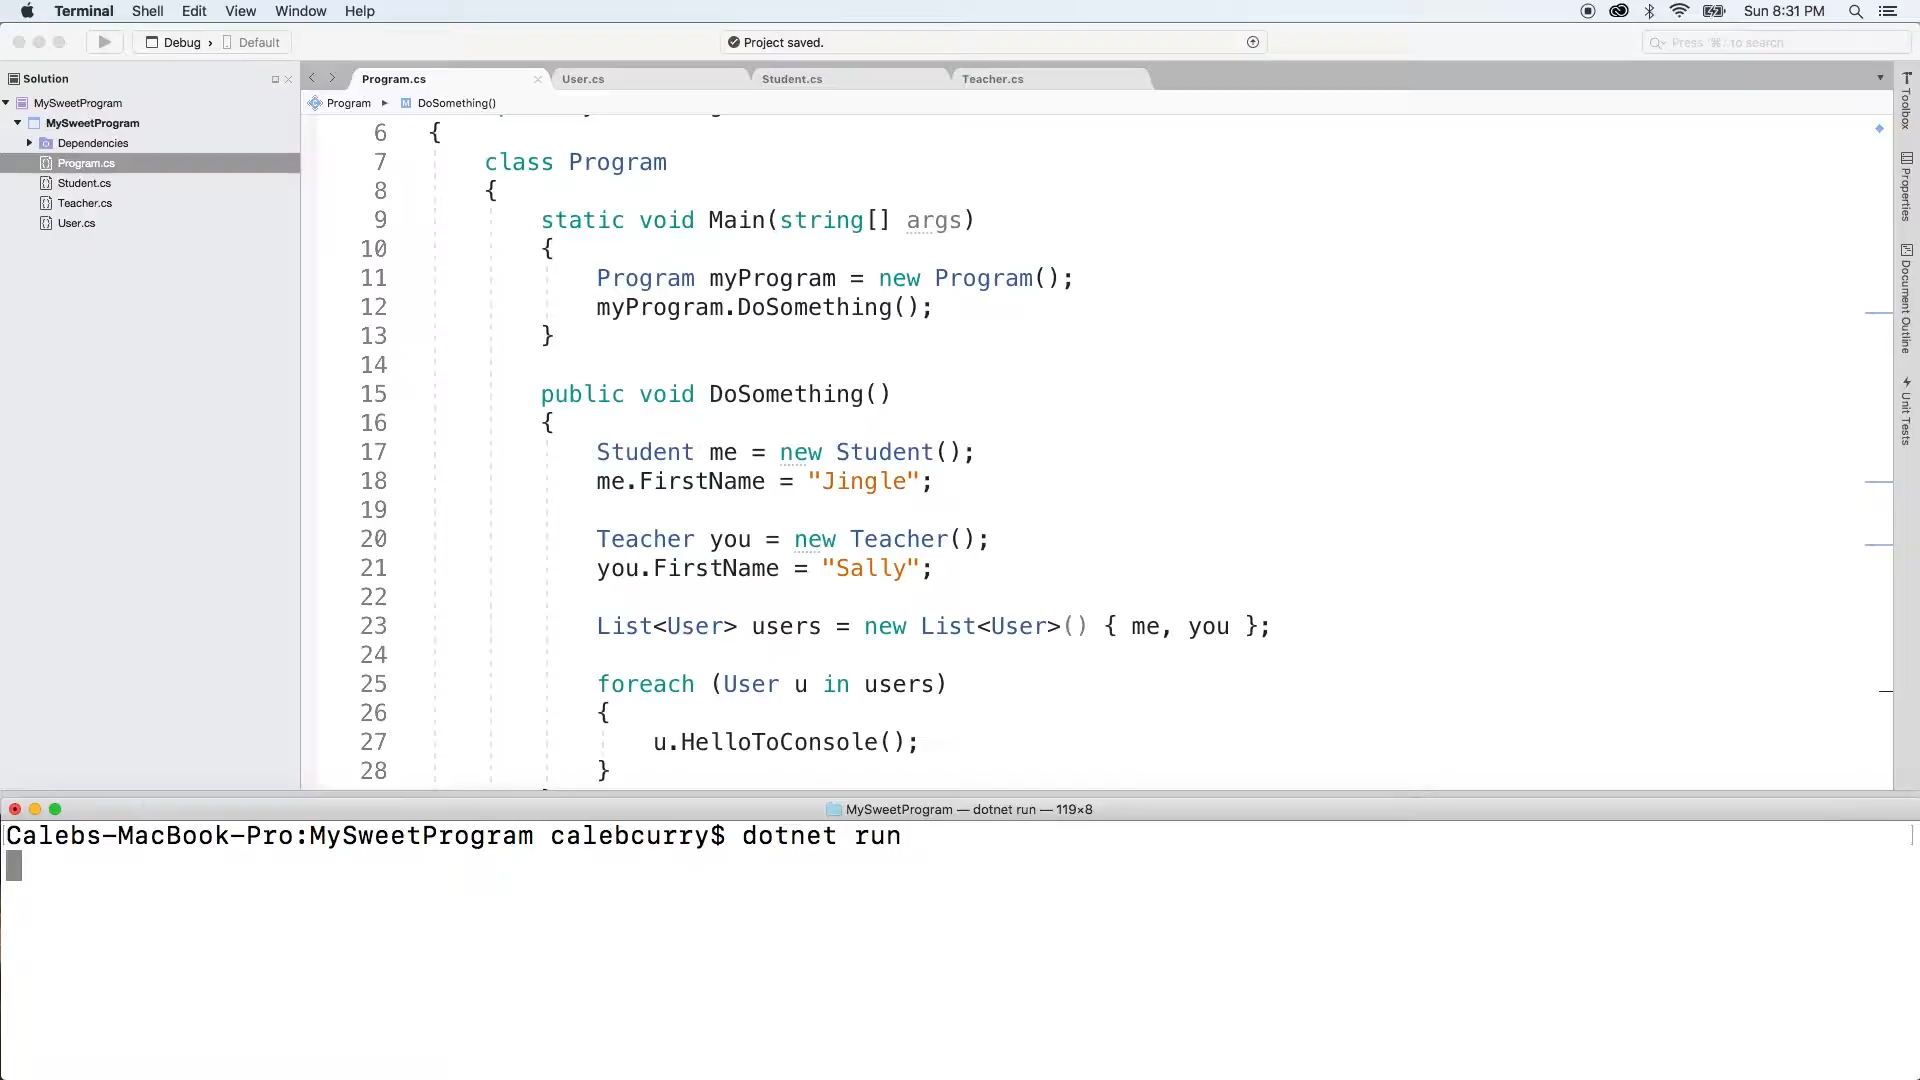 Terminal Shell Edit View Window Help Sun 8:31 PM
Debug › Default Project saved. Press ⌘. to search
Solution
Program.cs User.cs Student.cs Teacher.cs
MySweetProgram
MySweetProgram
Dependencies
Program.cs
Student.cs
Teacher.cs
User.cs
Program DoSomething()
6 {
7 class Program
8 {
9 static void Main(string[] args)
10 {
11 Program myProgram = new Program();
12 myProgram.DoSomething();
13 }
14
15 public void DoSomething()
16 {
17 Student me = new Student();
18 me.FirstName = "Jingle";
19
20 Teacher you = new Teacher();
21 you.FirstName = "Sally";
22
23 List<User> users = new List<User>() { me, you };
24
25 foreach (User u in users)
26 {
27 u.HelloToConsole();
28 }
Toolbox
Properties
Document Outline
Unit Tests
MySweetProgram — dotnet run — 119×8
Calebs-MacBook-Pro:MySweetProgram calebcurry$ dotnet run